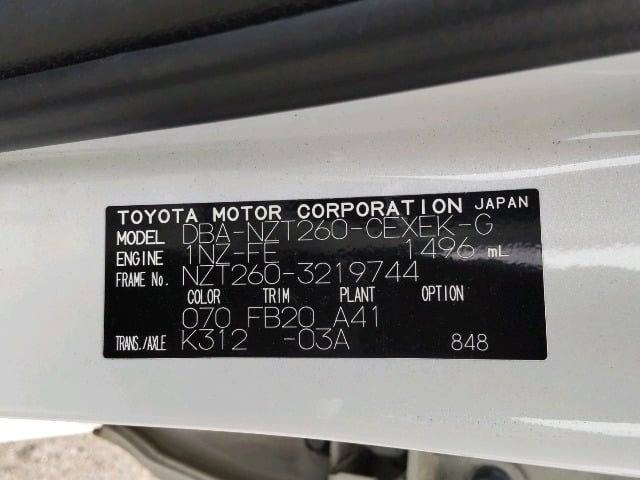 TOYOTA MOTOR CORPORATION JAPAN
MODEL DBA-NZT260-CEXEK-G
ENGINE 1NZ-FE 1496 mL
FRAME No. NZT260-3219744
COLOR TRIM PLANT OPTION
070 FB20 A41
TRANS./AXLE K312 -03A 848